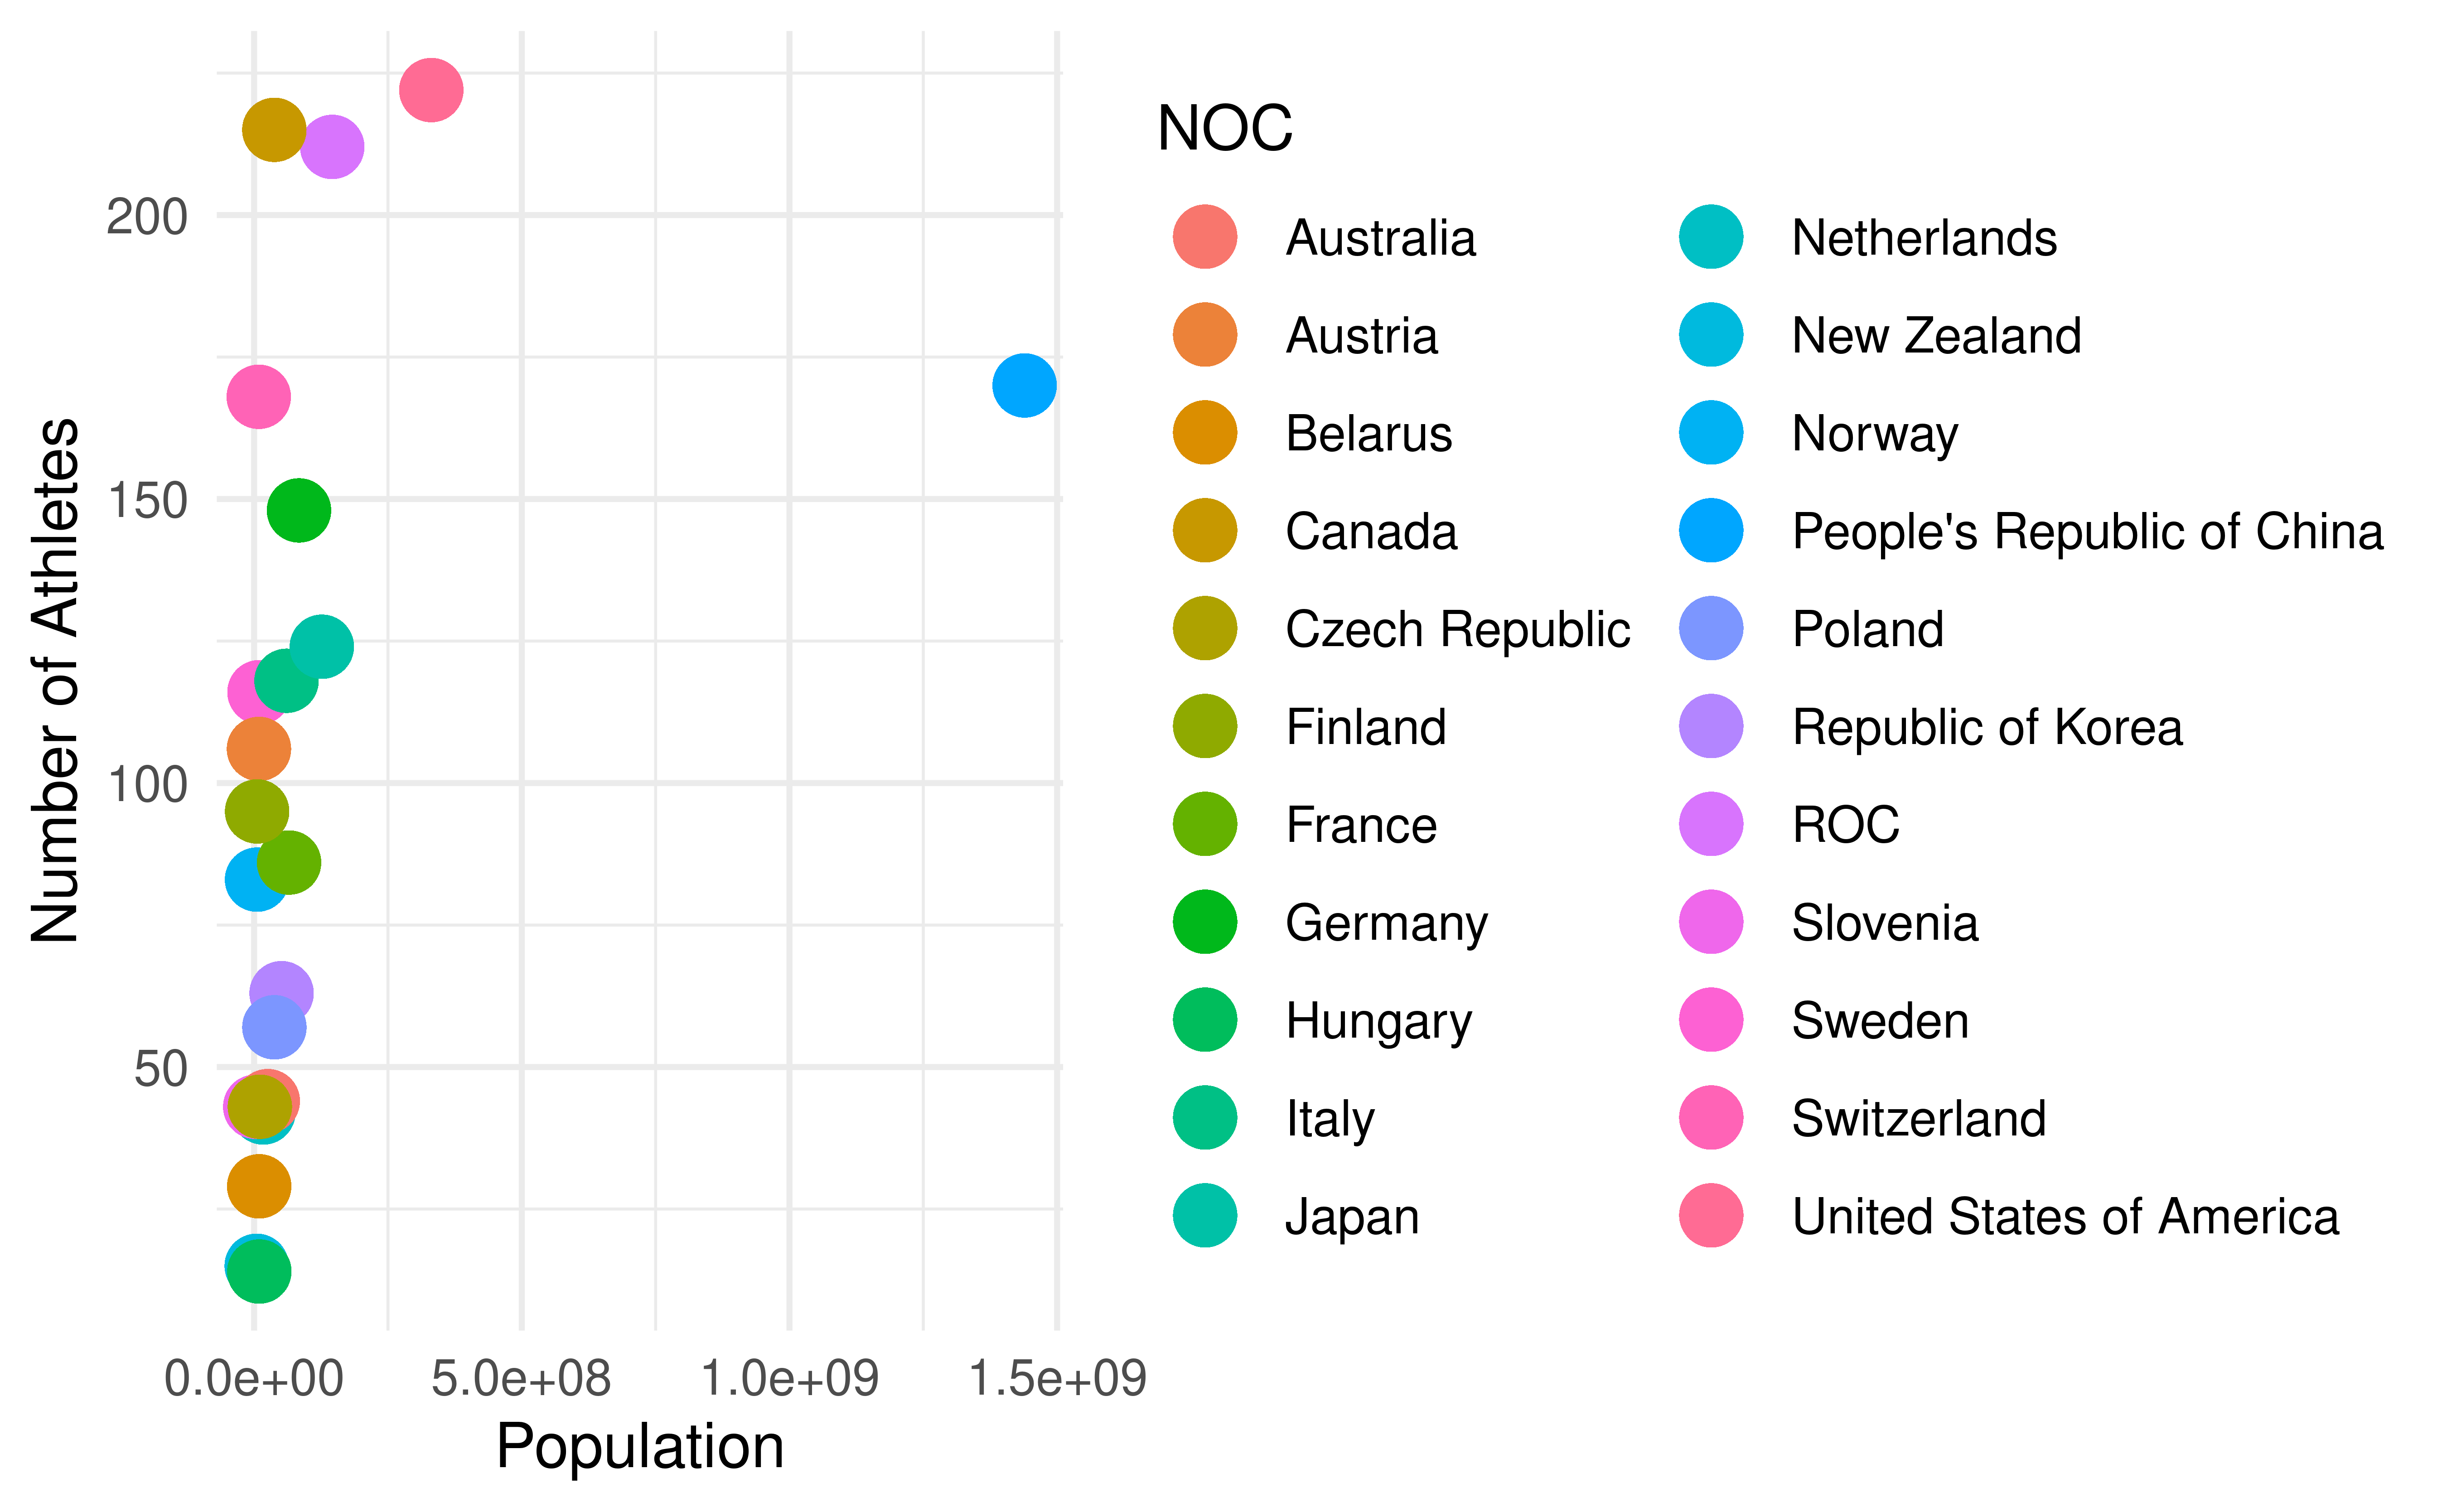 Number of Athletes
200
150
100
50
0.0e+00 5.0e+08 1.0e+09 1.5e+09
Population
NOC
Australia
Austria
Belarus
Canada
Czech Republic
Finland
France
Germany
Hungary
Italy
Japan
Netherlands
New Zealand
Norway
People's Republic of China
Poland
Republic of Korea
ROC
Slovenia
Sweden
Switzerland
United States of America